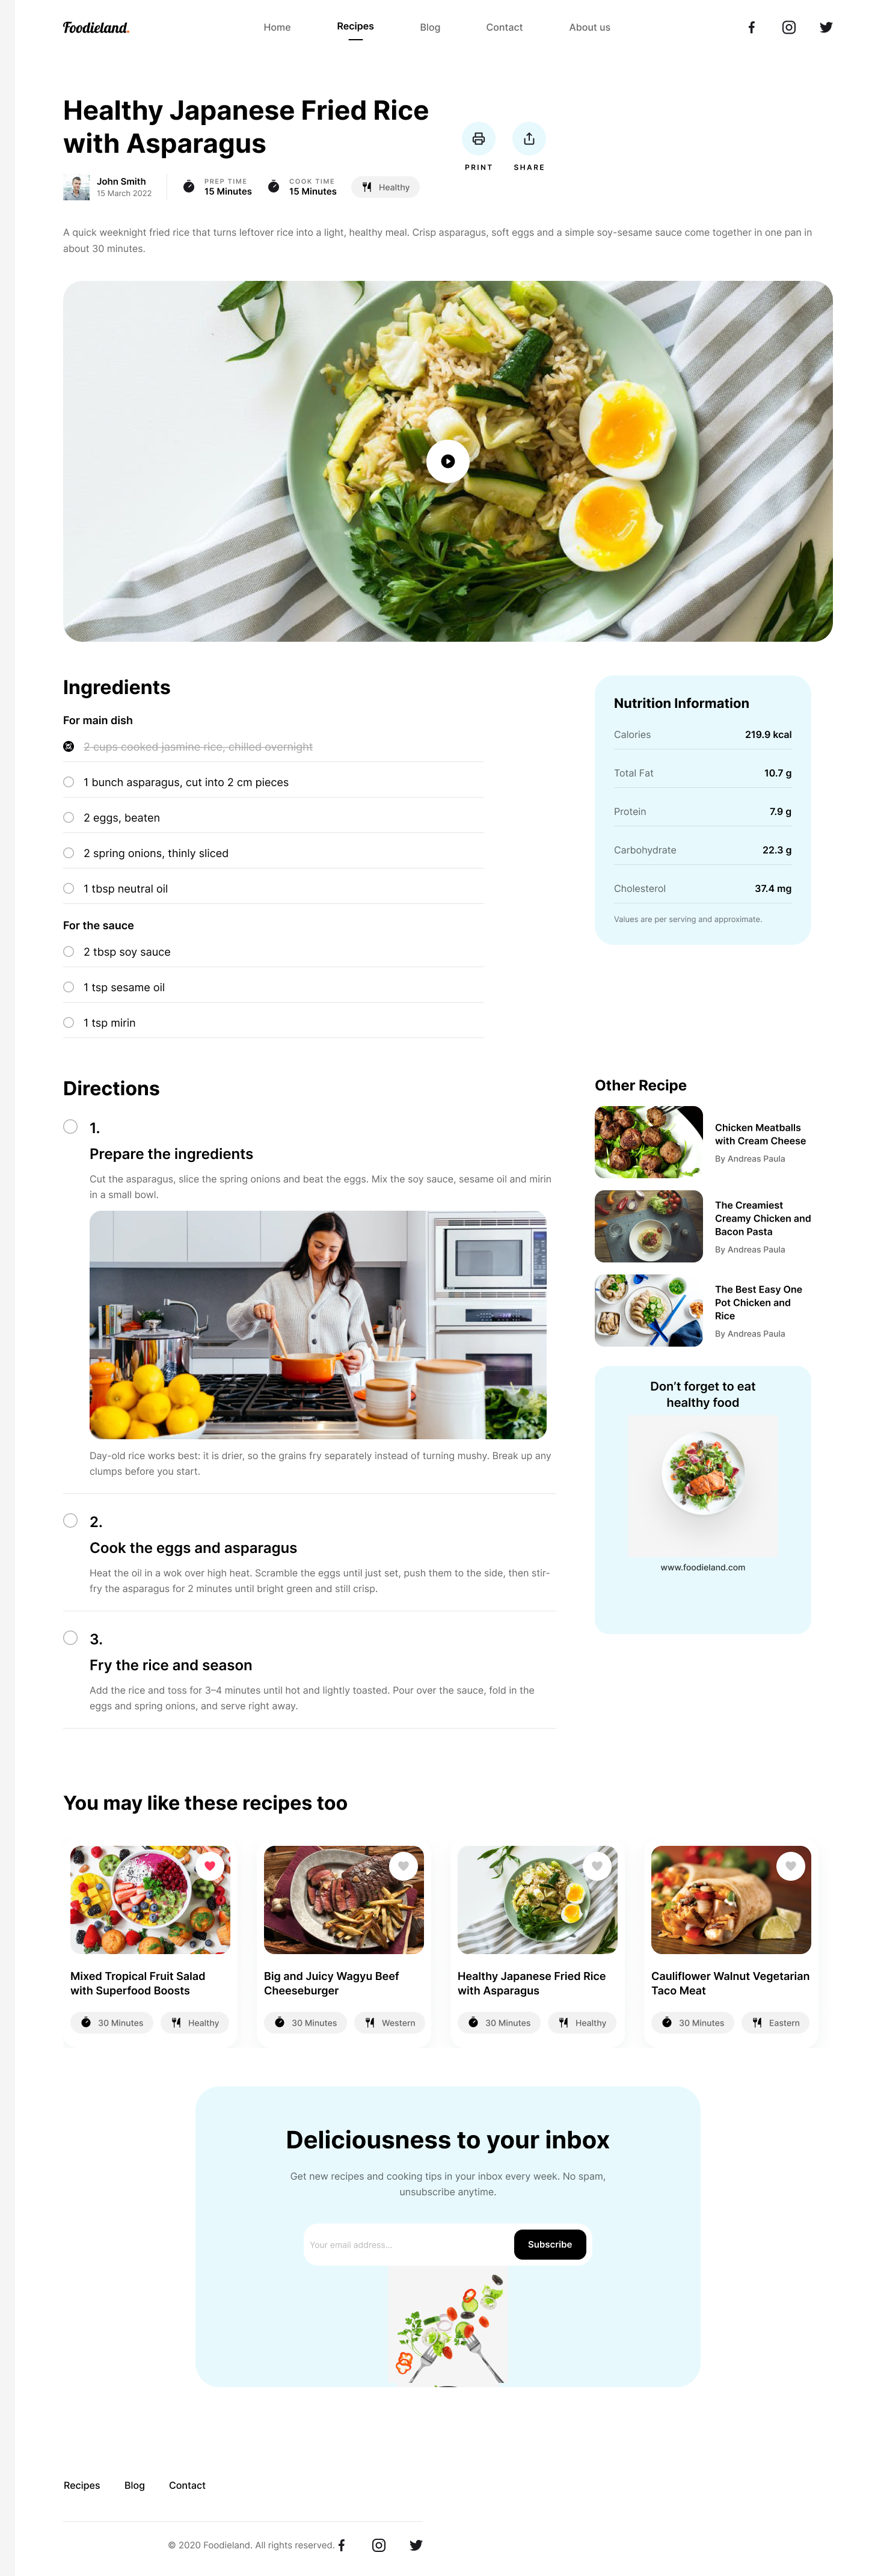 Foodieland.
Home
Recipes
Blog
Contact
About us
Healthy Japanese Fried Rice
with Asparagus
PRINT
SHARE
John Smith
15 March 2022
PREP TIME
15 Minutes
COOK TIME
15 Minutes
Healthy
A quick weeknight fried rice that turns leftover rice into a light, healthy meal. Crisp asparagus, soft eggs and a simple soy-sesame sauce come together in one pan in
about 30 minutes.
Ingredients
For main dish
2 cups cooked jasmine rice, chilled overnight
1 bunch asparagus, cut into 2 cm pieces
2 eggs, beaten
2 spring onions, thinly sliced
1 tbsp neutral oil
For the sauce
2 tbsp soy sauce
1 tsp sesame oil
1 tsp mirin
Nutrition Information
Calories
219.9 kcal
Total Fat
10.7 g
Protein
7.9 g
Carbohydrate
22.3 g
Cholesterol
37.4 mg
Values are per serving and approximate.
Directions
1.
Prepare the ingredients
Cut the asparagus, slice the spring onions and beat the eggs. Mix the soy sauce, sesame oil and mirin
in a small bowl.
Day-old rice works best: it is drier, so the grains fry separately instead of turning mushy. Break up any
clumps before you start.
2.
Cook the eggs and asparagus
Heat the oil in a wok over high heat. Scramble the eggs until just set, push them to the side, then stir-
fry the asparagus for 2 minutes until bright green and still crisp.
3.
Fry the rice and season
Add the rice and toss for 3–4 minutes until hot and lightly toasted. Pour over the sauce, fold in the
eggs and spring onions, and serve right away.
Other Recipe
Chicken Meatballs
with Cream Cheese
By Andreas Paula
The Creamiest
Creamy Chicken and
Bacon Pasta
By Andreas Paula
The Best Easy One
Pot Chicken and
Rice
By Andreas Paula
Don’t forget to eat
healthy food
www.foodieland.com
You may like these recipes too
Mixed Tropical Fruit Salad
with Superfood Boosts
30 Minutes
Healthy
Big and Juicy Wagyu Beef
Cheeseburger
30 Minutes
Western
Healthy Japanese Fried Rice
with Asparagus
30 Minutes
Healthy
Cauliflower Walnut Vegetarian
Taco Meat
30 Minutes
Eastern
Deliciousness to your inbox
Get new recipes and cooking tips in your inbox every week. No spam,
unsubscribe anytime.
Your email address...
Subscribe
Recipes
Blog
Contact
© 2020 Foodieland. All rights reserved.